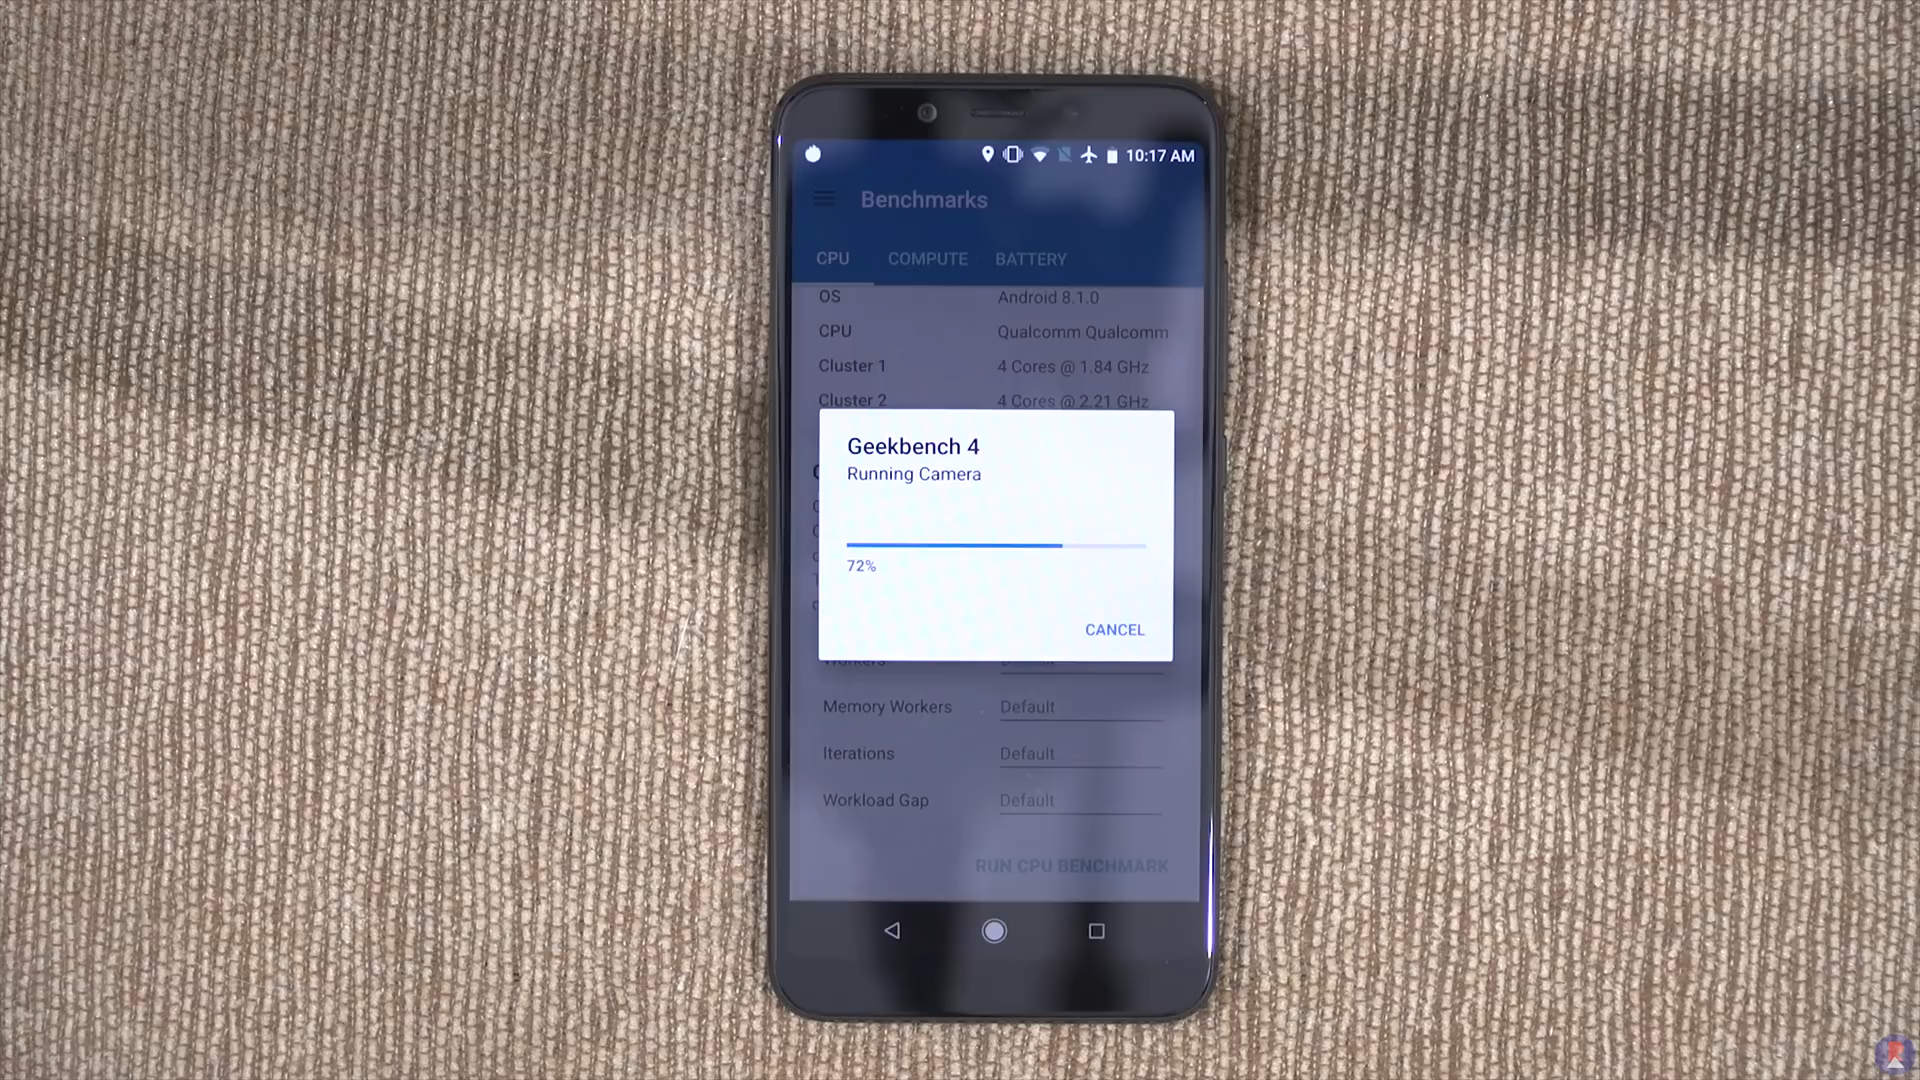 10:17 AM
Benchmarks
CPU COMPUTE BATTERY
OS Android 8.1.0
CPU Qualcomm Qualcomm
Cluster 1 4 Cores @ 1.84 GHz
Cluster 2 4 Cores @ 2.21 GHz
Geekbench 4
Running Camera
72%
CANCEL
Workers Default
Memory Workers Default
Iterations Default
Workload Gap Default
RUN CPU BENCHMARK